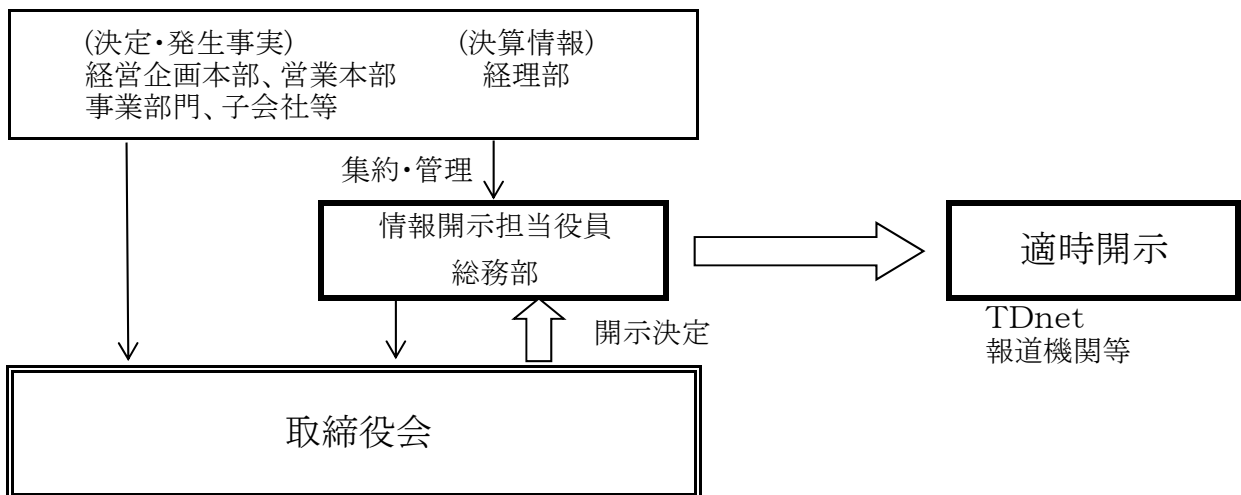 (決定・発生事実)
経営企画本部、営業本部
事業部門、子会社等
(決算情報)
経理部
集約・管理
情報開示担当役員
総務部
適時開示
TDnet
報道機関等
開示決定
取締役会